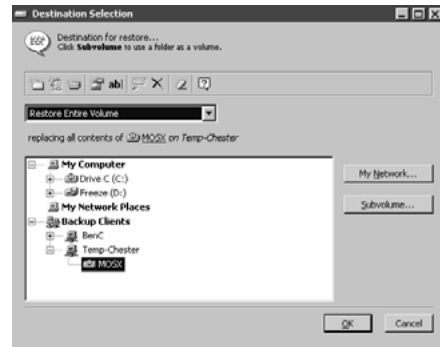 Destination Selection
Destination for restore...
Click Subvolume to use a folder as a volume.
ab
Restore Entire Volume
replacing all contents of MOSX on Temp-Chester
My Computer
Drive C (C:)
Freeze (D:)
My Network Places
Backup Clients
BenC
Temp-Chester
MOSX
My Network...
Subvolume...
OK
Cancel